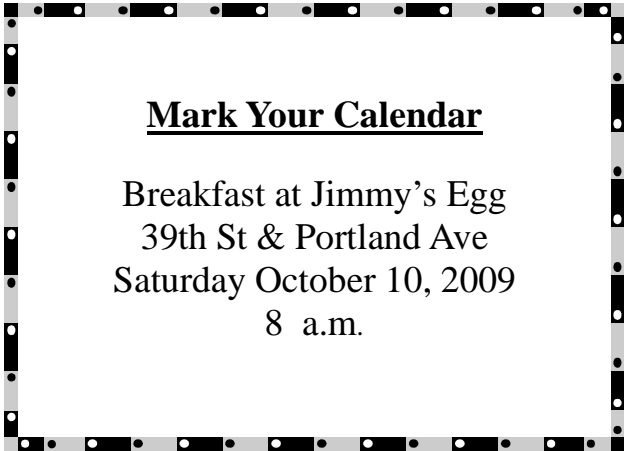 Mark Your Calendar
Breakfast at Jimmy’s Egg
39th St & Portland Ave
Saturday October 10, 2009
8 a.m.